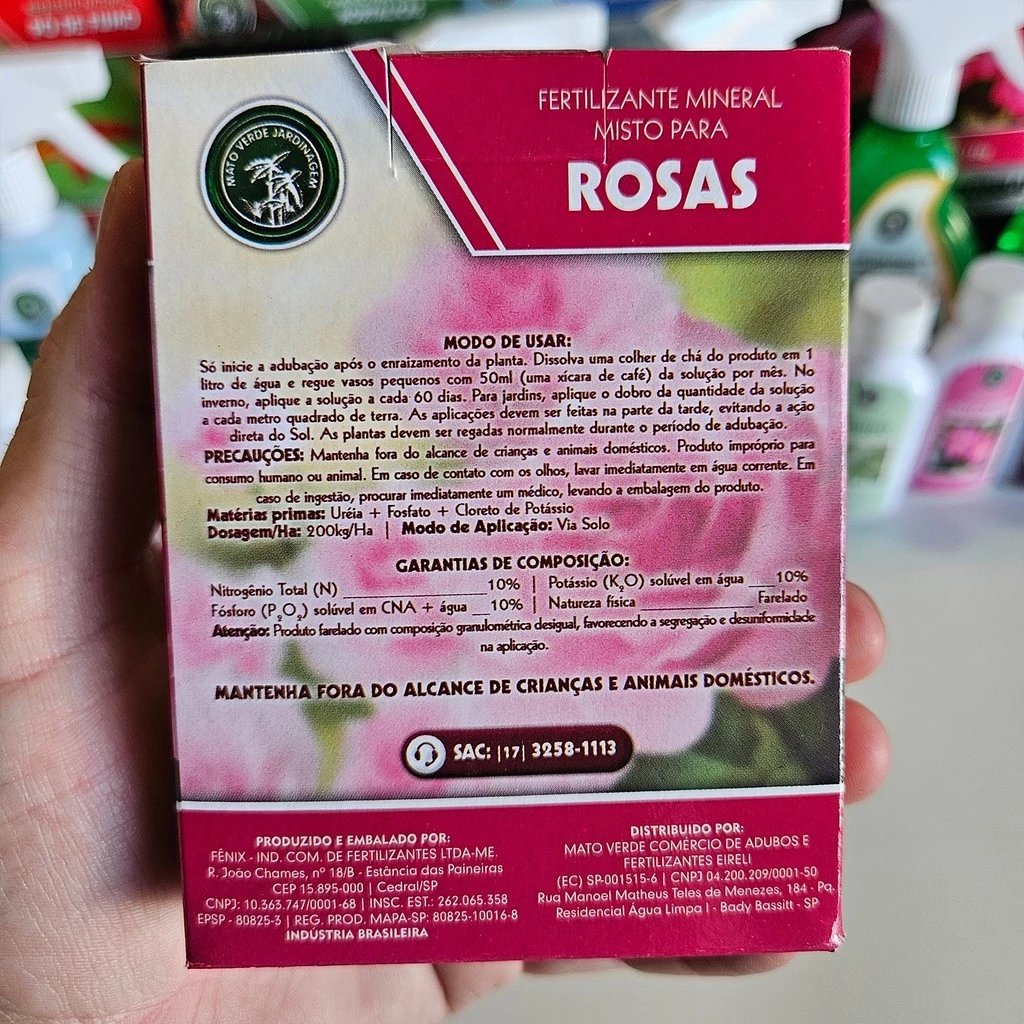 MATO VERDE JARDINAGEM
FERTILIZANTE MINERAL
MISTO PARA
ROSAS
MODO DE USAR:
Só inicie a adubação após o enraizamento da planta. Dissolva uma colher de chá do produto em 1
litro de água e regue vasos pequenos com 50ml (uma xícara de café) da solução por mês. No
inverno, aplique a solução a cada 60 dias. Para jardins, aplique o dobro da quantidade da solução
a cada metro quadrado de terra. As aplicações devem ser feitas na parte da tarde, evitando a ação
direta do Sol. As plantas devem ser regadas normalmente durante o período de adubação.
PRECAUÇÕES: Mantenha fora do alcance de crianças e animais domésticos. Produto impróprio para
consumo humano ou animal. Em caso de contato com os olhos, lavar imediatamente em água corrente. Em
caso de ingestão, procurar imediatamente um médico, levando a embalagem do produto.
Matérias primas: Uréia + Fosfato + Cloreto de Potássio
Dosagem/Ha: 200kg/Ha | Modo de Aplicação: Via Solo
GARANTIAS DE COMPOSIÇÃO:
Nitrogênio Total (N) 10% | Potássio (K₂O) solúvel em água 10%
Fósforo (P₂O₂) solúvel em CNA + água 10% | Natureza física Farelado
Atenção: Produto farelado com composição granulométrica desigual, favorecendo a segregação e desuniformidade
na aplicação.
MANTENHA FORA DO ALCANCE DE CRIANÇAS E ANIMAIS DOMÉSTICOS.
SAC: |17| 3258-1113
PRODUZIDO E EMBALADO POR:
FÊNIX - IND. COM. DE FERTILIZANTES LTDA-ME.
R. João Chames, nº 18/B - Estância das Paineiras
CEP 15.895-000 | Cedral/SP
CNPJ: 10.363.747/0001-68 | INSC. EST.: 262.065.358
EPSP - 80825-3 | REG. PROD. MAPA-SP: 80825-10016-8
INDÚSTRIA BRASILEIRA
DISTRIBUIDO POR:
MATO VERDE COMÉRCIO DE ADUBOS E
FERTILIZANTES EIRELI
(EC) SP-001515-6 | CNPJ 04.200.209/0001-50
Rua Manoel Matheus Teles de Menezes, 184 - Pq.
Residencial Água Limpa I - Bady Bassitt - SP